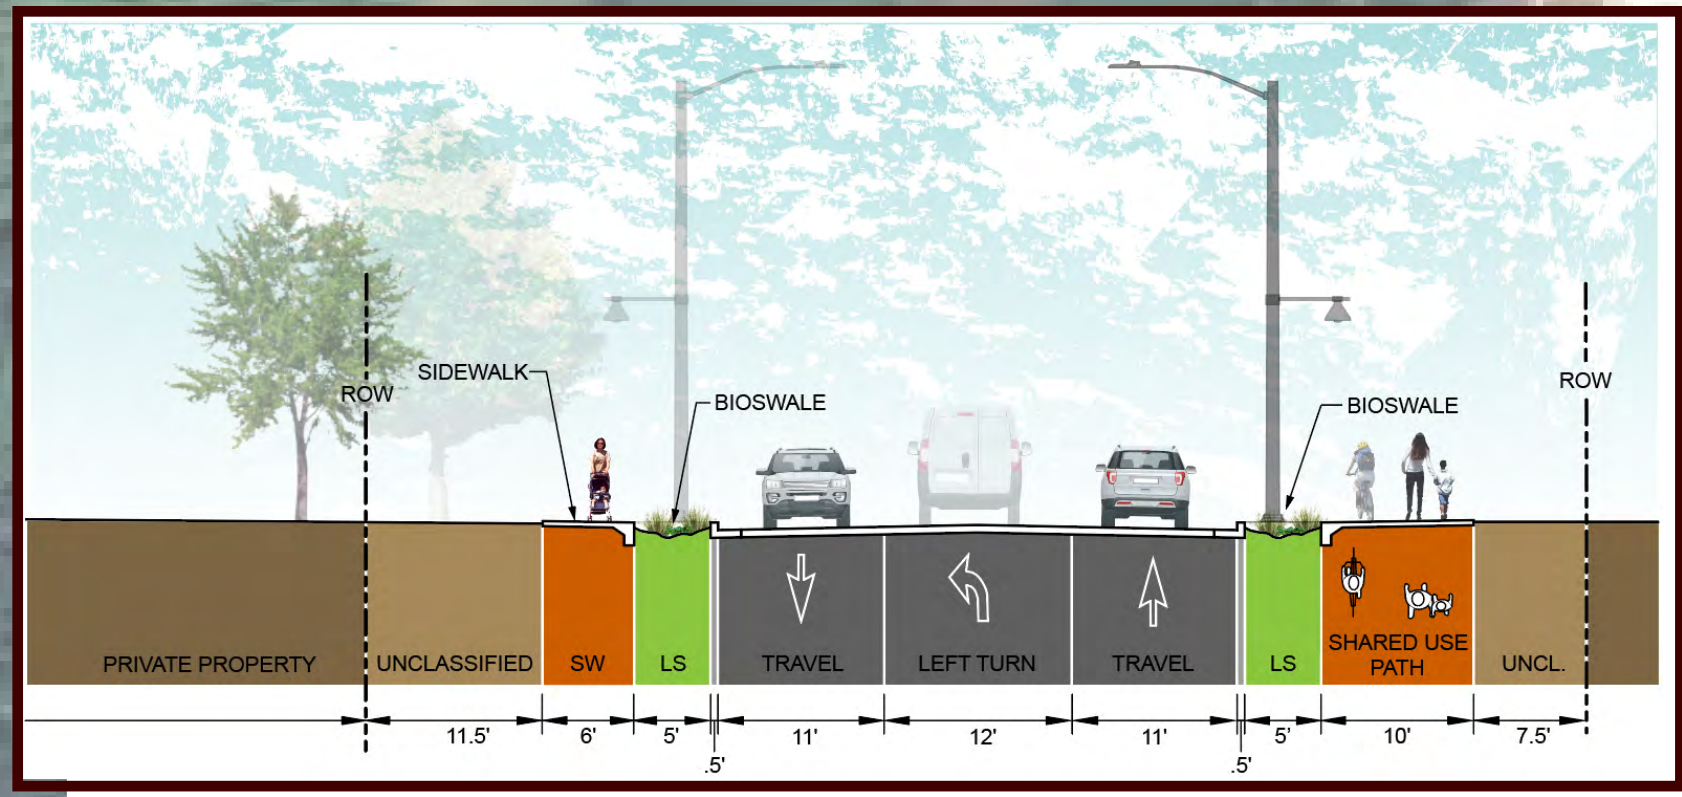 ROW
SIDEWALK
BIOSWALE
BIOSWALE
ROW
PRIVATE PROPERTY
UNCLASSIFIED
SW
LS
TRAVEL
LEFT TURN
TRAVEL
LS
SHARED USE
PATH
UNCL.
11.5'
6'
5'
.5'
11'
12'
11'
.5'
5'
10'
7.5'